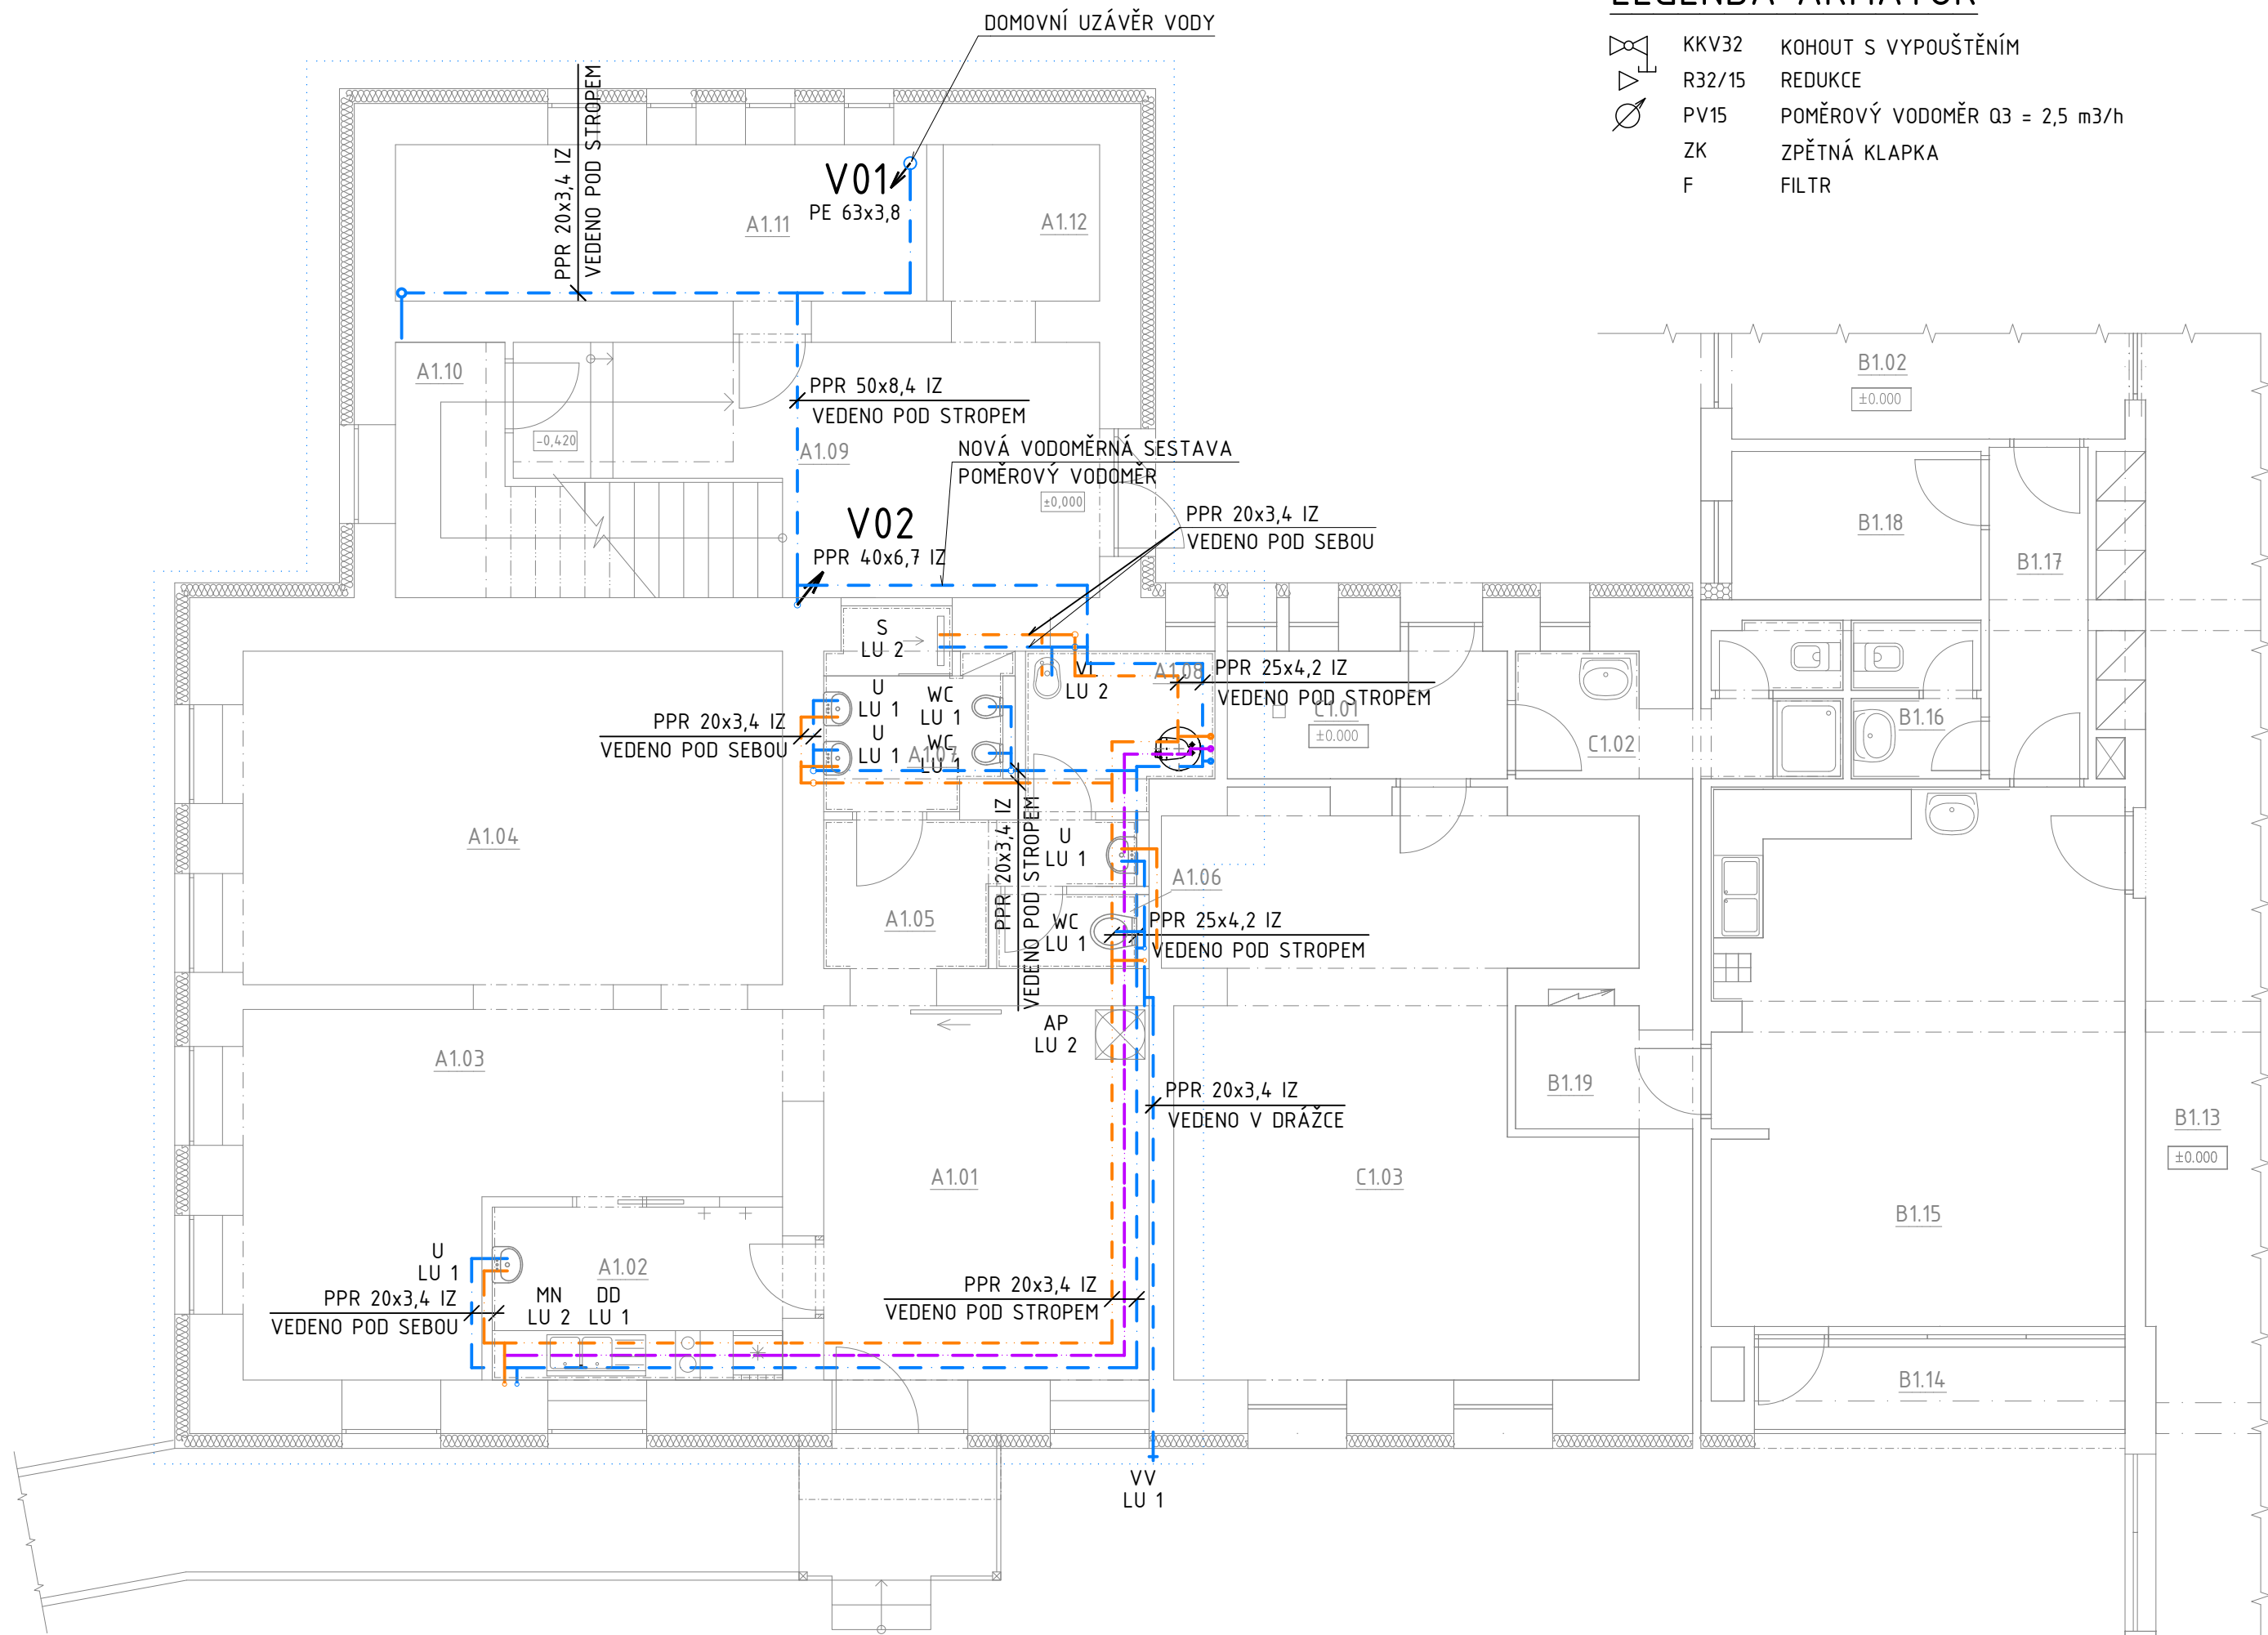 DOMOVNÍ UZÁVĚR VODY
LEGENDA ARMATUR
KKV32 KOHOUT S VYPOUŠTĚNÍM
R32/15 REDUKCE
PV15 POMĚROVÝ VODOMĚR Q3 = 2,5 m3/h
ZK ZPĚTNÁ KLAPKA
F FILTR
PPR 20x3,4 IZ
VEDENO POD STROPEM
V01
PE 63x3,8
A1.11
A1.12
A1.10
-0,420
PPR 50x8,4 IZ
VEDENO POD STROPEM
A1.09
NOVÁ VODOMĚRNÁ SESTAVA
POMĚROVÝ VODOMĚR
±0,000
V02
PPR 40x6,7 IZ
PPR 20x3,4 IZ
VEDENO POD SEBOU
B1.02
±0.000
B1.18
B1.17
S
LU 2
VL
LU 2
A1.08
PPR 25x4,2 IZ
VEDENO POD STROPEM
U
LU 1
WC
LU 1
U
LU 1
WC
LU 1
A1.07
PPR 20x3,4 IZ
VEDENO POD SEBOU
C1.01
±0.000
C1.02
B1.16
A1.04
PPR 20x3,4 IZ
VEDENO POD STROPEM
U
LU 1
A1.06
A1.05
WC
LU 1
PPR 25x4,2 IZ
VEDENO POD STROPEM
A1.03
AP
LU 2
PPR 20x3,4 IZ
VEDENO V DRÁŽCE
B1.19
B1.13
±0.000
A1.01
C1.03
B1.15
U
LU 1
A1.02
MN
LU 2
DD
LU 1
PPR 20x3,4 IZ
VEDENO POD SEBOU
PPR 20x3,4 IZ
VEDENO POD STROPEM
B1.14
VV
LU 1